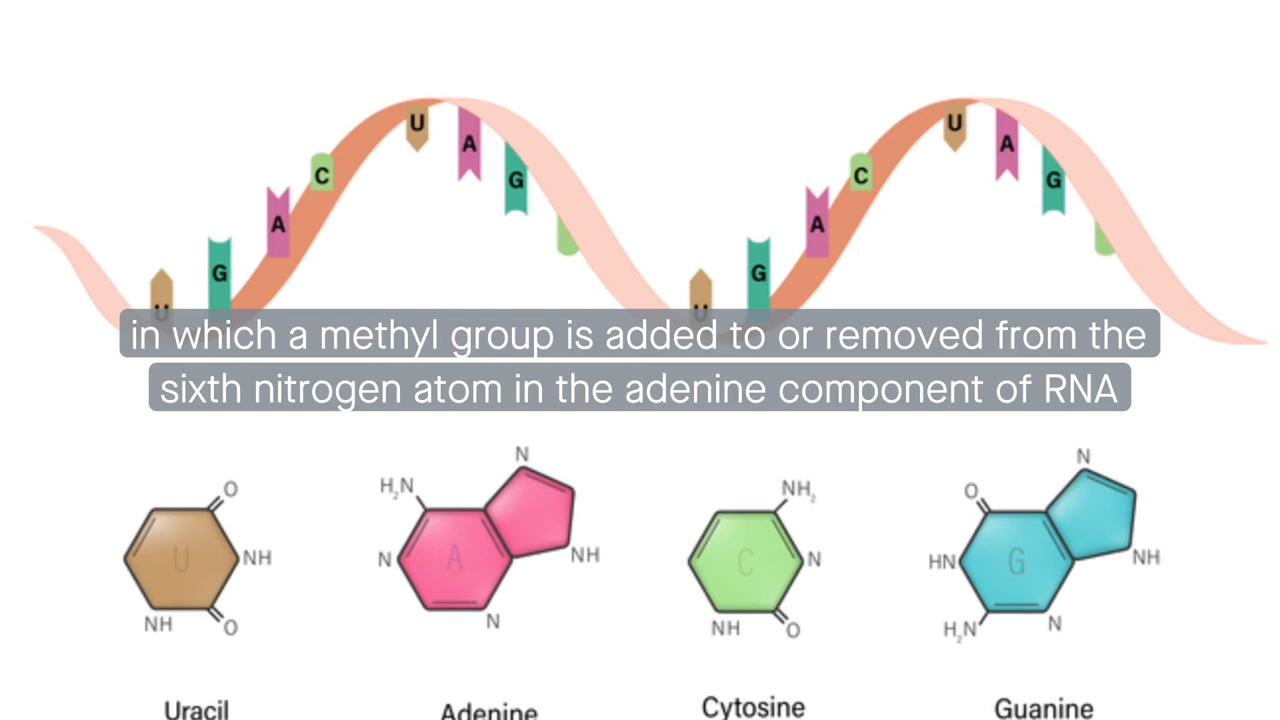 U
A
G
C
A
G
U
U
A
G
C
A
G
U
in which a methyl group is added to or removed from the
sixth nitrogen atom in the adenine component of RNA
O
U
NH
NH
O
N
H₂N
N
A
NH
N
NH₂
C
N
NH
O
N
O
HN
G
NH
H₂N
N
Uracil
Adenine
Cytosine
Guanine